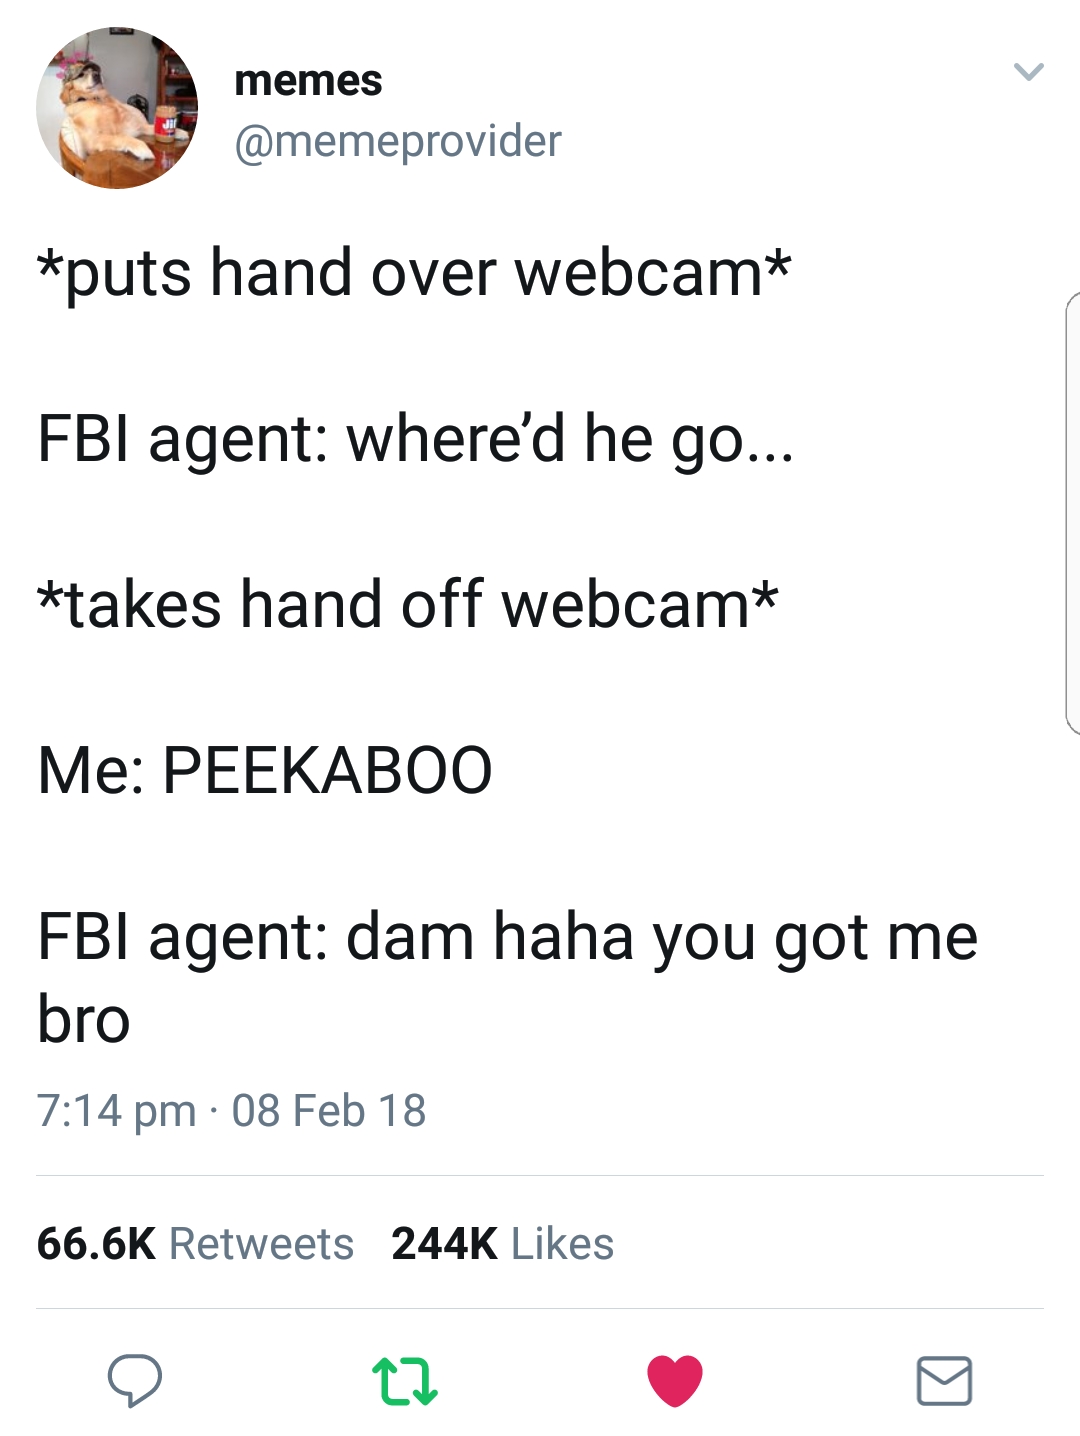 memes
@memeprovider
*puts hand over webcam*
FBI agent: where’d he go...
*takes hand off webcam*
Me: PEEKABOO
FBI agent: dam haha you got me
bro
7:14 pm · 08 Feb 18
66.6K Retweets 244K Likes
Jif